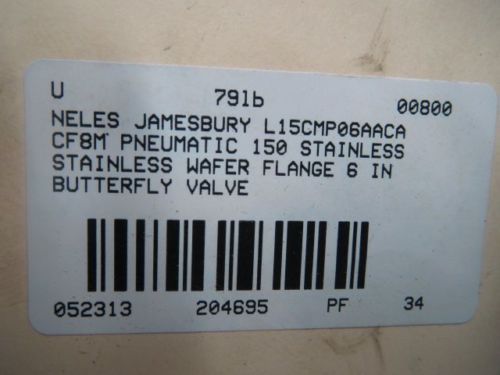 U 79lb 00800
NELES JAMESBURY L15CMP06AACA
CF8M PNEUMATIC 150 STAINLESS
STAINLESS WAFER FLANGE 6 IN
BUTTERFLY VALVE
052313 204695 PF 34